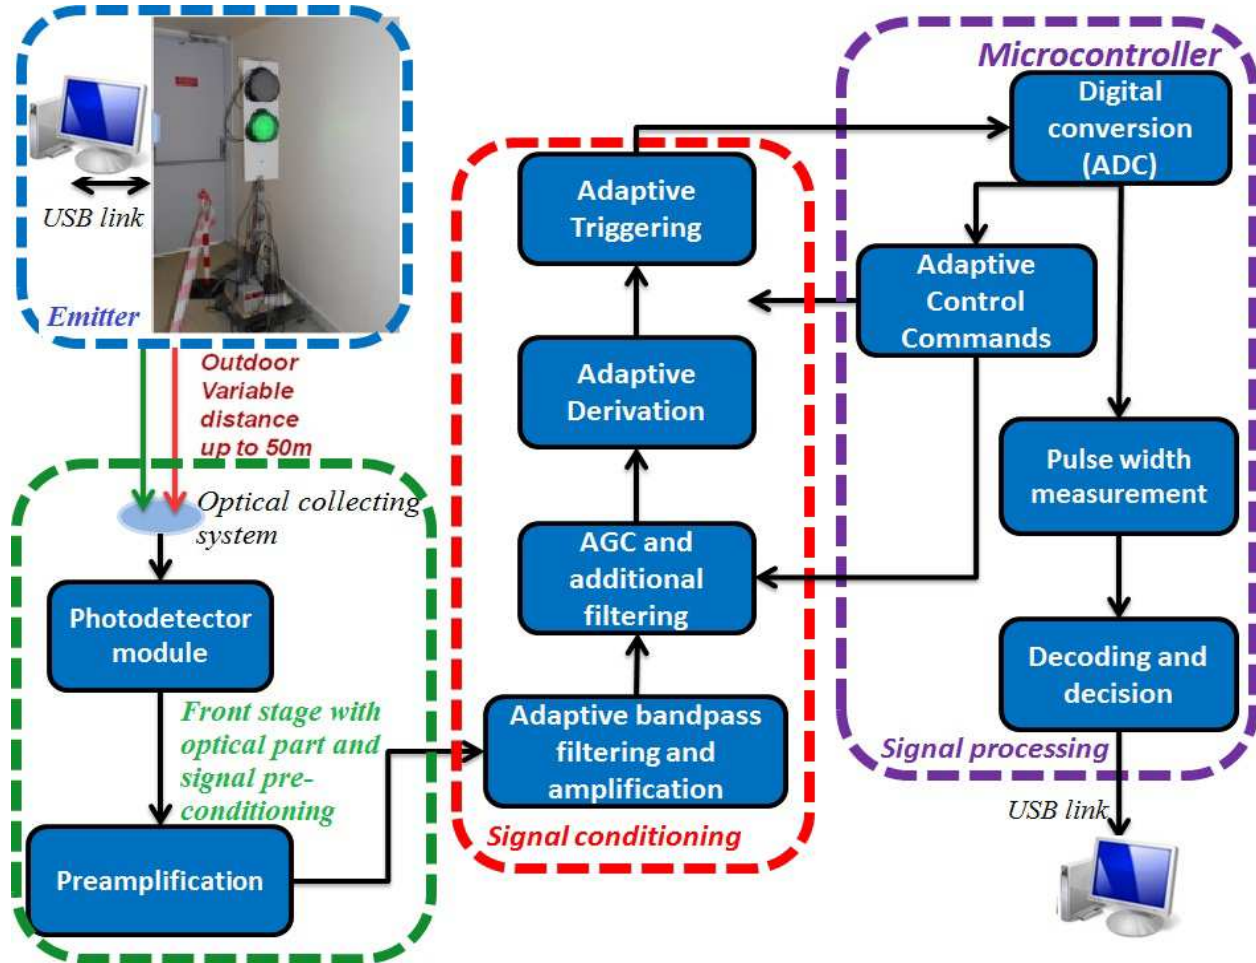 USB link
Emitter
Outdoor
Variable
distance
up to 50m
Optical collecting
system
Photodetector
module
Front stage with
optical part and
signal pre-
conditioning
Preamplification
Adaptive
Triggering
Adaptive
Derivation
AGC and
additional
filtering
Adaptive bandpass
filtering and
amplification
Signal conditioning
Microcontroller
Digital
conversion
(ADC)
Adaptive
Control
Commands
Pulse width
measurement
Decoding and
decision
Signal processing
USB link